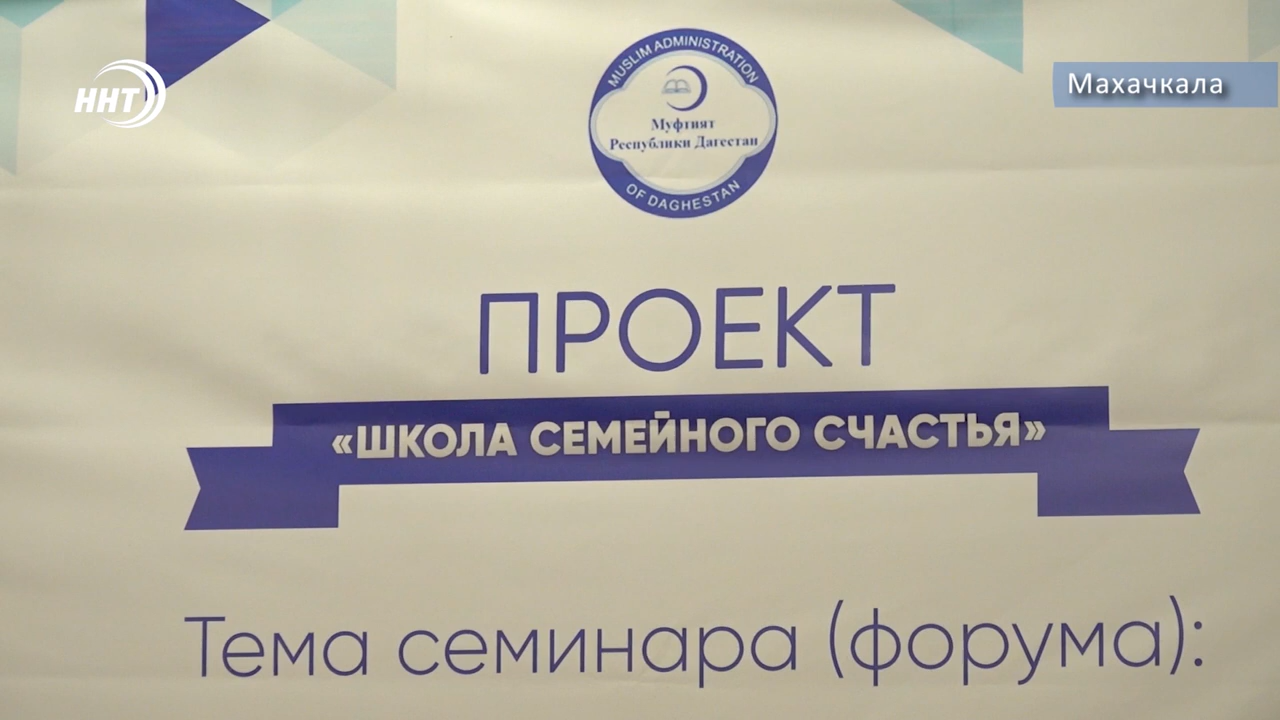 ННТ
Махачкала
MUSLIM ADMINISTRATION
Муфтият
Республики Дагестан
OF DAGHESTAN
ПРОЕКТ
«ШКОЛА СЕМЕЙНОГО СЧАСТЬЯ»
Тема семинара (форума):